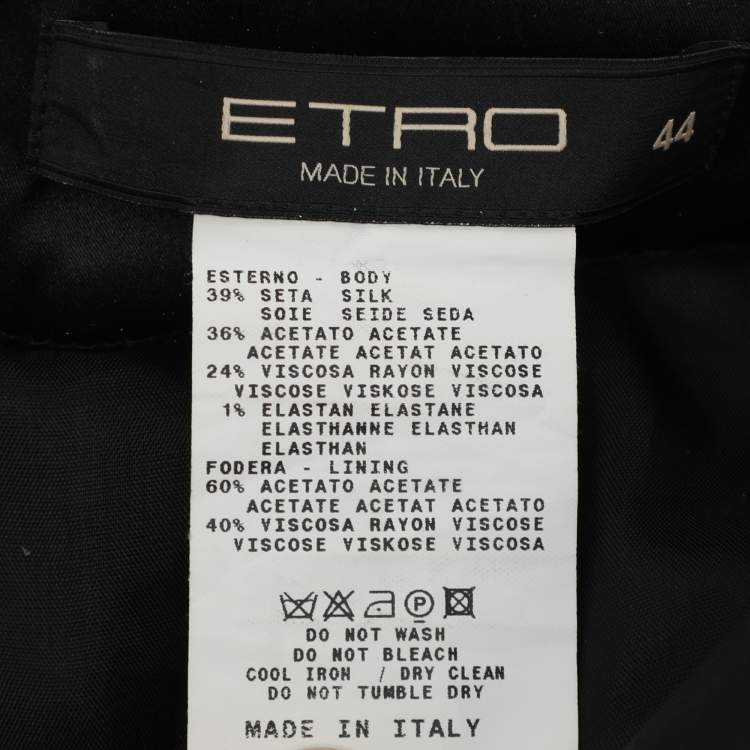 ETRO 44
MADE IN ITALY
ESTERNO - BODY
39% SETA SILK
SOIE SEIDE SEDA
36% ACETATO ACETATE
ACETATE ACETAT ACETATO
24% VISCOSA RAYON VISCOSE
VISCOSE VISKOSE VISCOSA
1% ELASTAN ELASTANE
ELASTHANNE ELASTHAN
ELASTHAN
FODERA - LINING
60% ACETATO ACETATE
ACETATE ACETAT ACETATO
40% VISCOSA RAYON VISCOSE
VISCOSE VISKOSE VISCOSA
P
DO NOT WASH
DO NOT BLEACH
COOL IRON / DRY CLEAN
DO NOT TUMBLE DRY
MADE IN ITALY